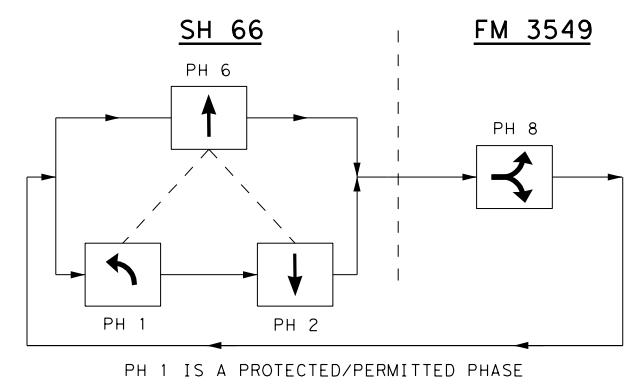 SH 66
FM 3549
PH 6
PH 8
PH 1
PH 2
PH 1 IS A PROTECTED/PERMITTED PHASE